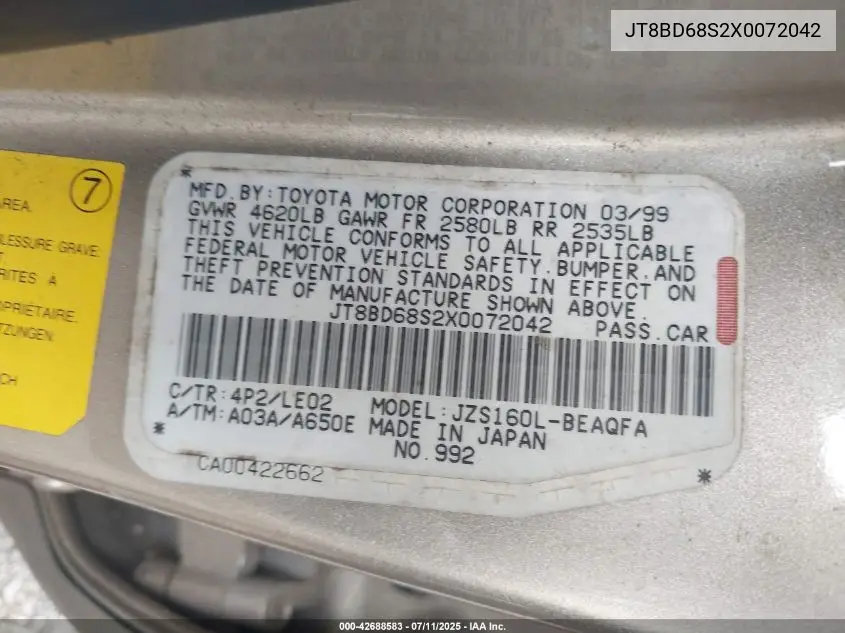 JT8BD68S2X0072042
7
AREA.
PLESSURE GRAVE:
RITES A
PROPRIÉTAIRE.
TZUNGEN:
CH
MFD.BY:TOYOTA MOTOR CORPORATION 03/99
GVWR 4620LB GAWR FR 2580LB RR 2535LB
THIS VEHICLE CONFORMS TO ALL APPLICABLE
FEDERAL MOTOR VEHICLE SAFETY.BUMPER.AND
THEFT PREVENTION STANDARDS IN EFFECT ON
THE DATE OF MANUFACTURE SHOWN ABOVE.
JT8BD68S2X0072042 PASS.CAR
C/TR:4P2/LE02 MODEL:JZS160L-BEAQFA
A/TM:A03A/A650E MADE IN JAPAN
NO.992
CA00422662
000-42688583 - 07/11/2025 - IAA Inc.